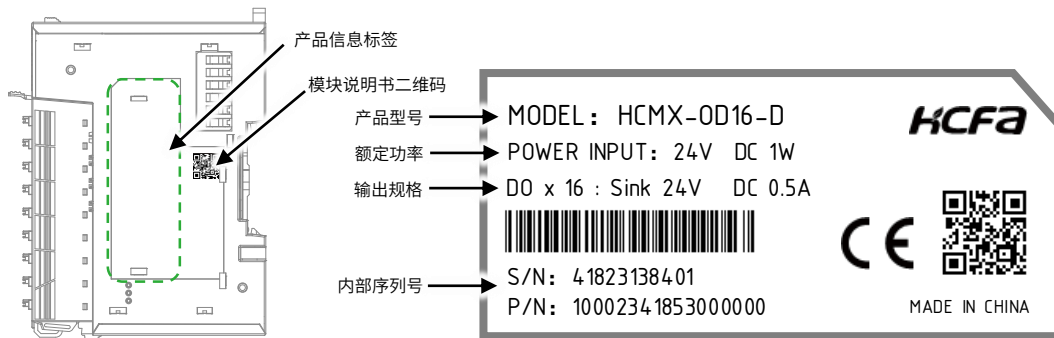 产品信息标签
模块说明书二维码
产品型号
MODEL: HCMX-OD16-D
HCFA
额定功率
POWER INPUT: 24V DC 1W
输出规格
DO x 16 : Sink 24V DC 0.5A
CE
内部序列号
S/N: 41823138401
P/N: 10002341853000000
MADE IN CHINA